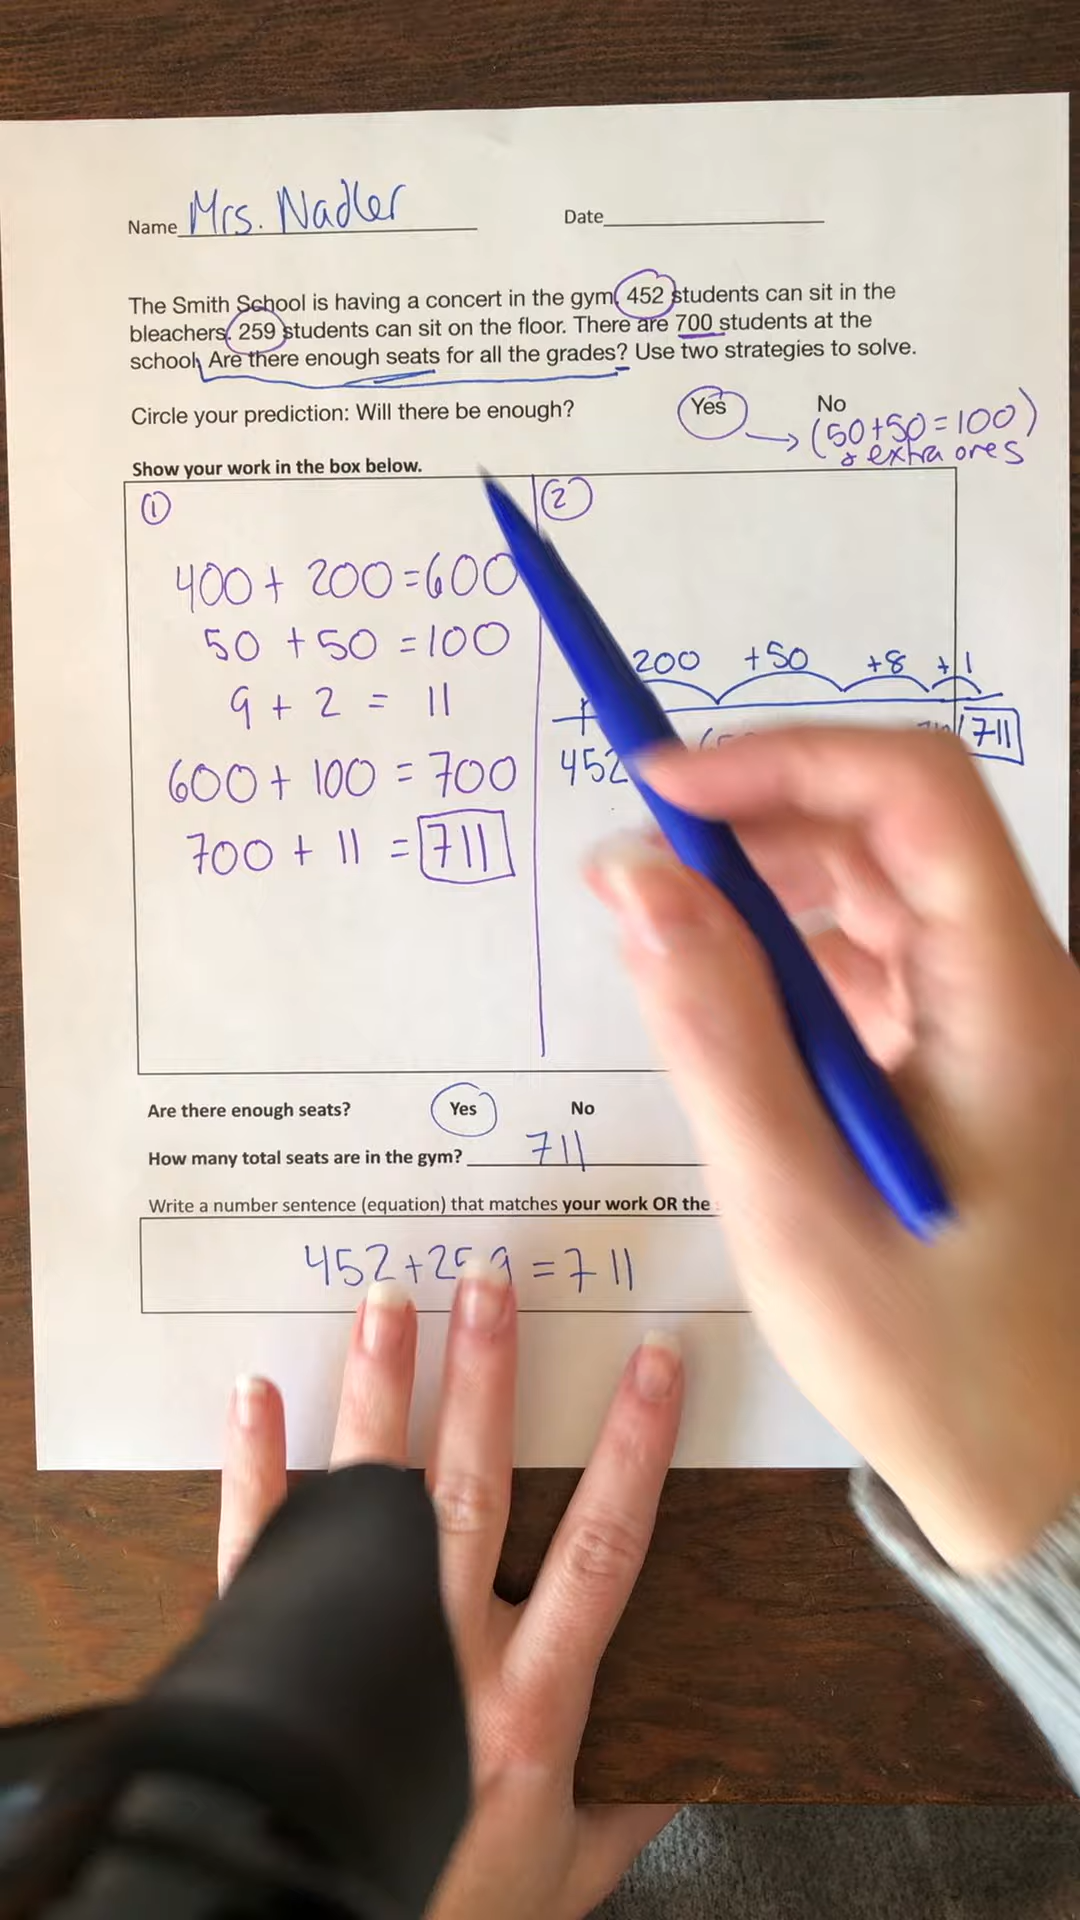 Name Mrs. Nadler Date
The Smith School is having a concert in the gym. 452 students can sit in the
bleachers. 259 students can sit on the floor. There are 700 students at the
school. Are there enough seats for all the grades? Use two strategies to solve.
Circle your prediction: Will there be enough? Yes No
(50+50=100)
& extra ones
Show your work in the box below.
①
400 + 200 = 600
50 + 50 = 100
9 + 2 = 11
600 + 100 = 700
700 + 11 = 711
②
200 +50 +8 +1
452 711
Are there enough seats? Yes No
How many total seats are in the gym? 711
Write a number sentence (equation) that matches your work OR the
452+259 = 711